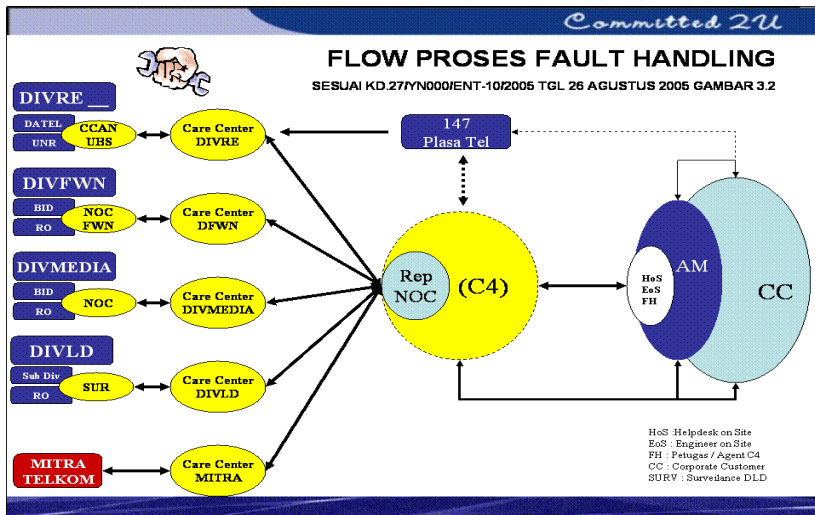 Committed 2U
FLOW PROSES FAULT HANDLING
SESUAI KD.27/YN000/ENT-10/2005 TGL 26 AGUSTUS 2005 GAMBAR 3.2
DIVRE __
DATEL
UNR
CCAN
UBS
Care Center
DIVRE
147
Plasa Tel
DIVFWN
BID
RO
NOC
FWN
Care Center
DFWN
DIVMEDIA
BID
RO
NOC
Care Center
DIVMEDIA
Rep
NOC
(C4)
HoS
EoS
FH
AM
CC
DIVLD
Sub Div
RO
SUR
Care Center
DIVLD
MITRA
TELKOM
Care Center
MITRA
HoS :Helpdesk on Site
EoS : Engineer on Site
FH : Petugas / Agent C4
CC : Corporate Customer
SURV : Surveilance DLD